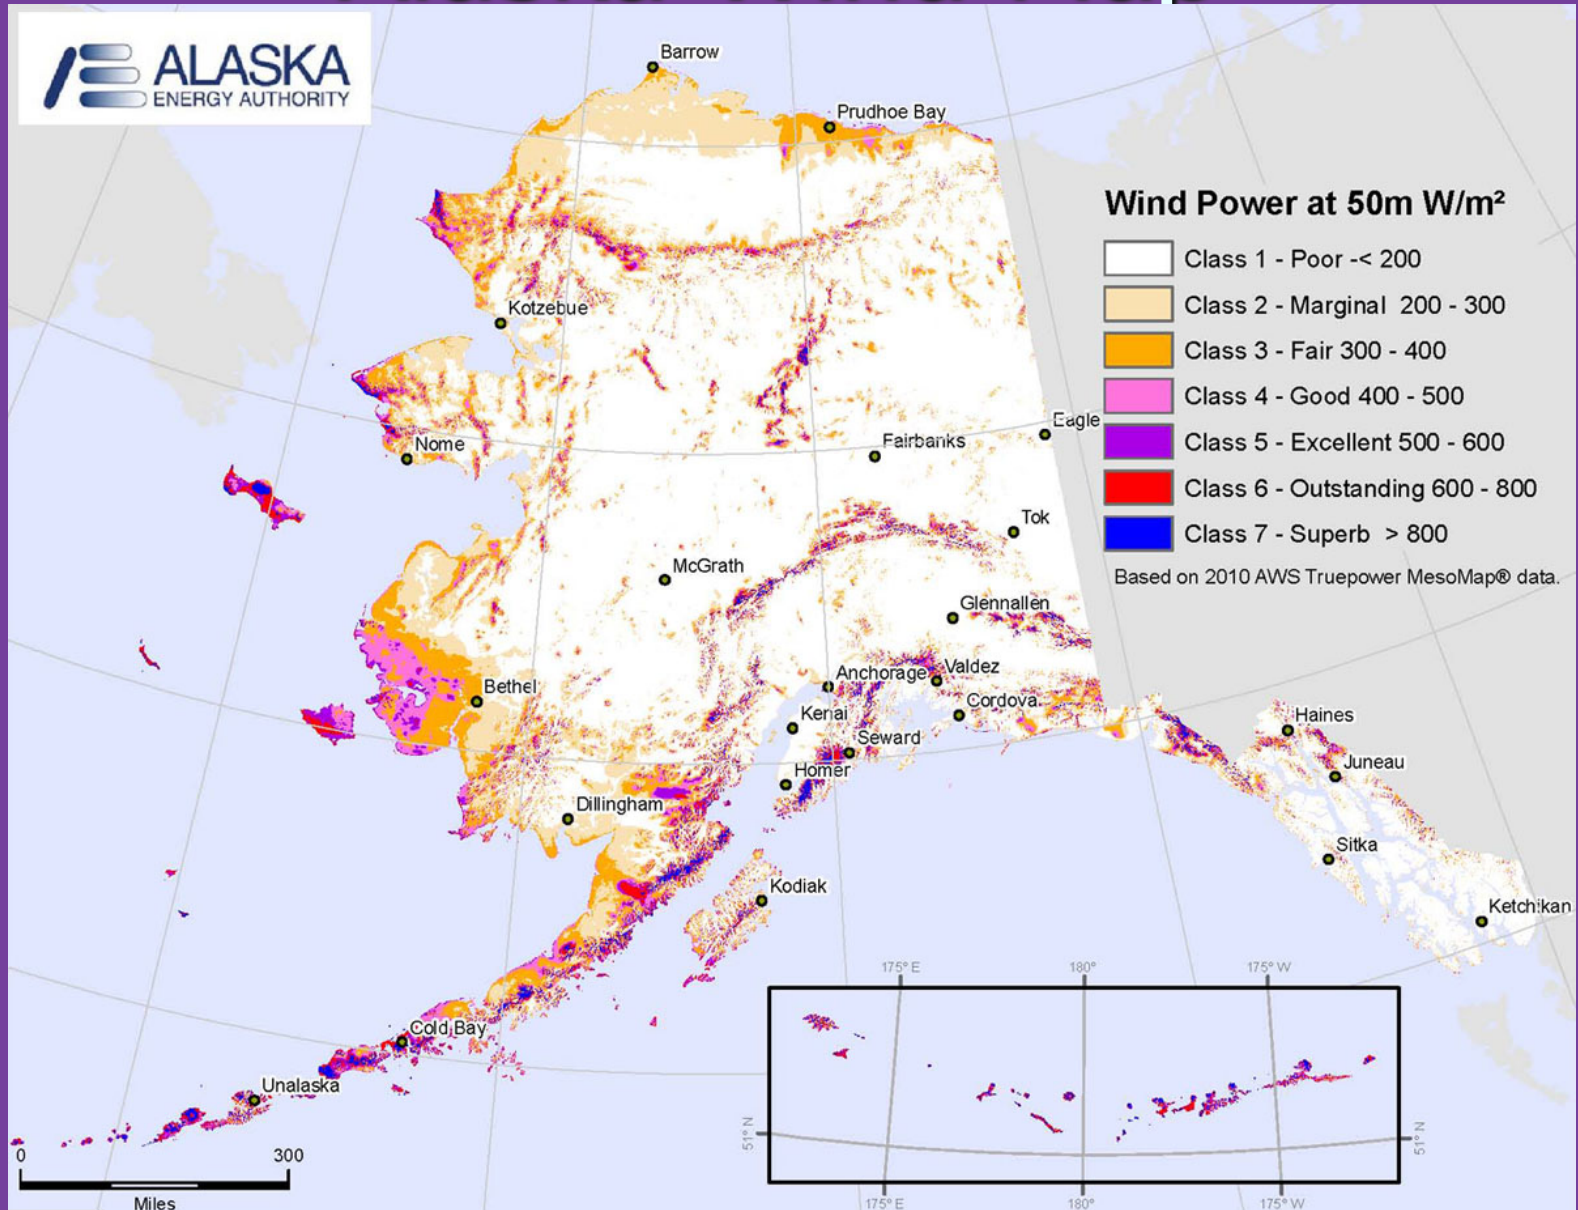 ALASKA
ENERGY AUTHORITY
Barrow
Prudhoe Bay
Wind Power at 50m W/m²
Class 1 - Poor -< 200
Class 2 - Marginal 200 - 300
Class 3 - Fair 300 - 400
Class 4 - Good 400 - 500
Class 5 - Excellent 500 - 600
Class 6 - Outstanding 600 - 800
Class 7 - Superb > 800
Based on 2010 AWS Truepower MesoMap® data.
Kotzebue
Nome
Fairbanks
Eagle
Tok
McGrath
Glennallen
Bethel
Anchorage
Valdez
Kenai
Cordova
Seward
Homer
Haines
Juneau
Dillingham
Sitka
Kodiak
Ketchikan
Cold Bay
Unalaska
175° E
180°
175° W
51° N
51° N
175° E
180°
175° W
0 300
Miles